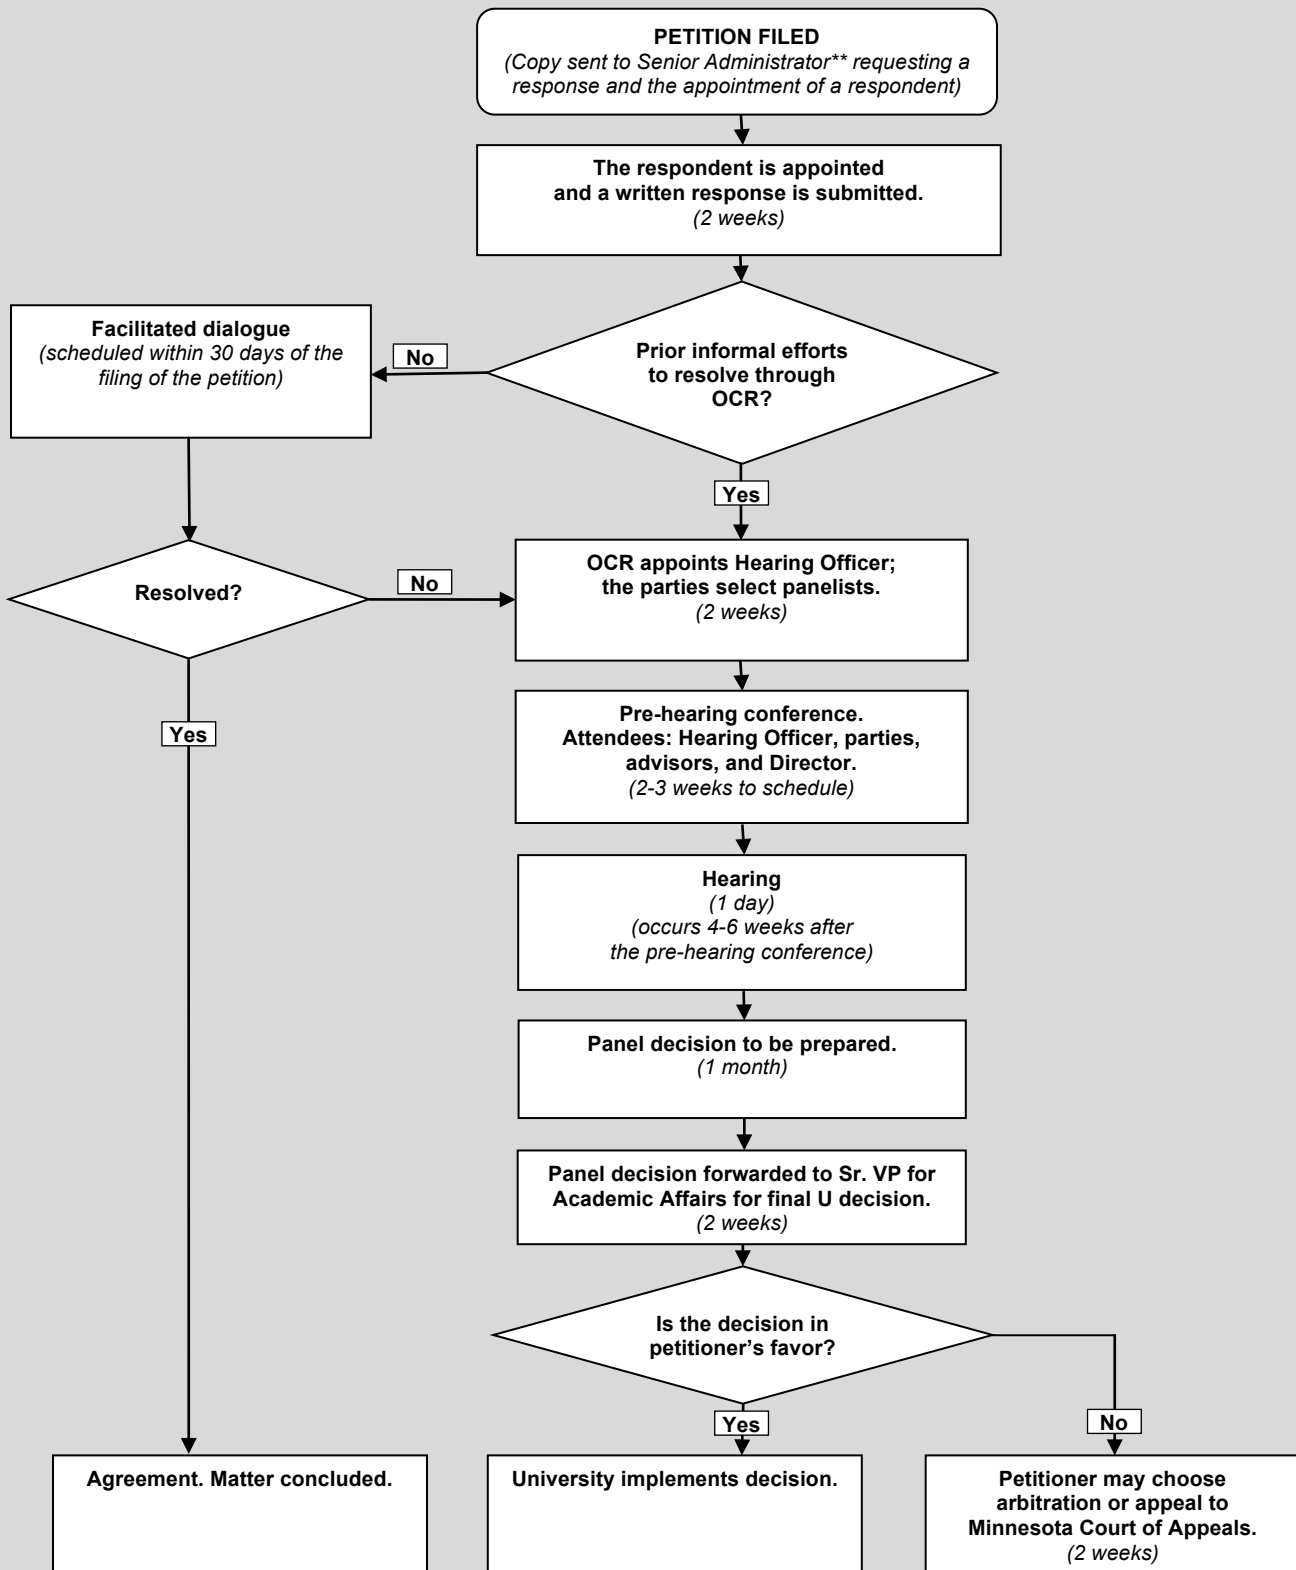 PETITION FILED
(Copy sent to Senior Administrator** requesting a
response and the appointment of a respondent)
The respondent is appointed
and a written response is submitted.
(2 weeks)
Prior informal efforts
to resolve through
OCR?
No
Facilitated dialogue
(scheduled within 30 days of the
filing of the petition)
Yes
Resolved?
No
OCR appoints Hearing Officer;
the parties select panelists.
(2 weeks)
Yes
Pre-hearing conference.
Attendees: Hearing Officer, parties,
advisors, and Director.
(2-3 weeks to schedule)
Hearing
(1 day)
(occurs 4-6 weeks after
the pre-hearing conference)
Panel decision to be prepared.
(1 month)
Panel decision forwarded to Sr. VP for
Academic Affairs for final U decision.
(2 weeks)
Is the decision in
petitioner’s favor?
Yes
No
Agreement. Matter concluded.
University implements decision.
Petitioner may choose
arbitration or appeal to
Minnesota Court of Appeals.
(2 weeks)